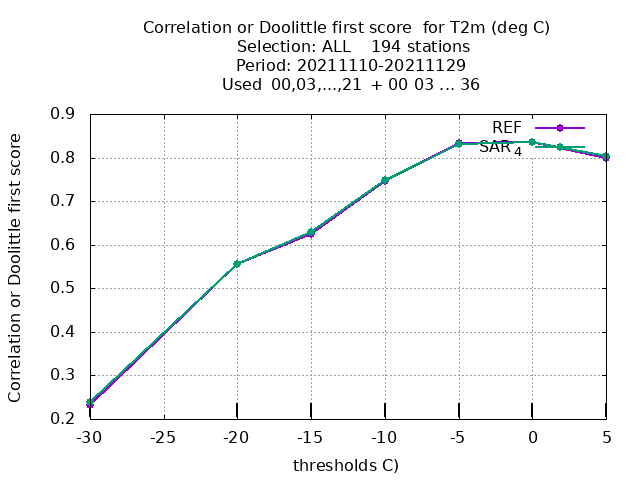 Correlation or Doolittle first score  for T2m (deg C)
Selection: ALL    194 stations
Period: 20211110-20211129
Used  00,03,...,21  + 00 03 ... 36
Correlation or Doolittle first score
0.9
0.8
0.7
0.6
0.5
0.4
0.3
0.2
REF
SAR4
-30 -25 -20 -15 -10 -5 0 5
thresholds C)